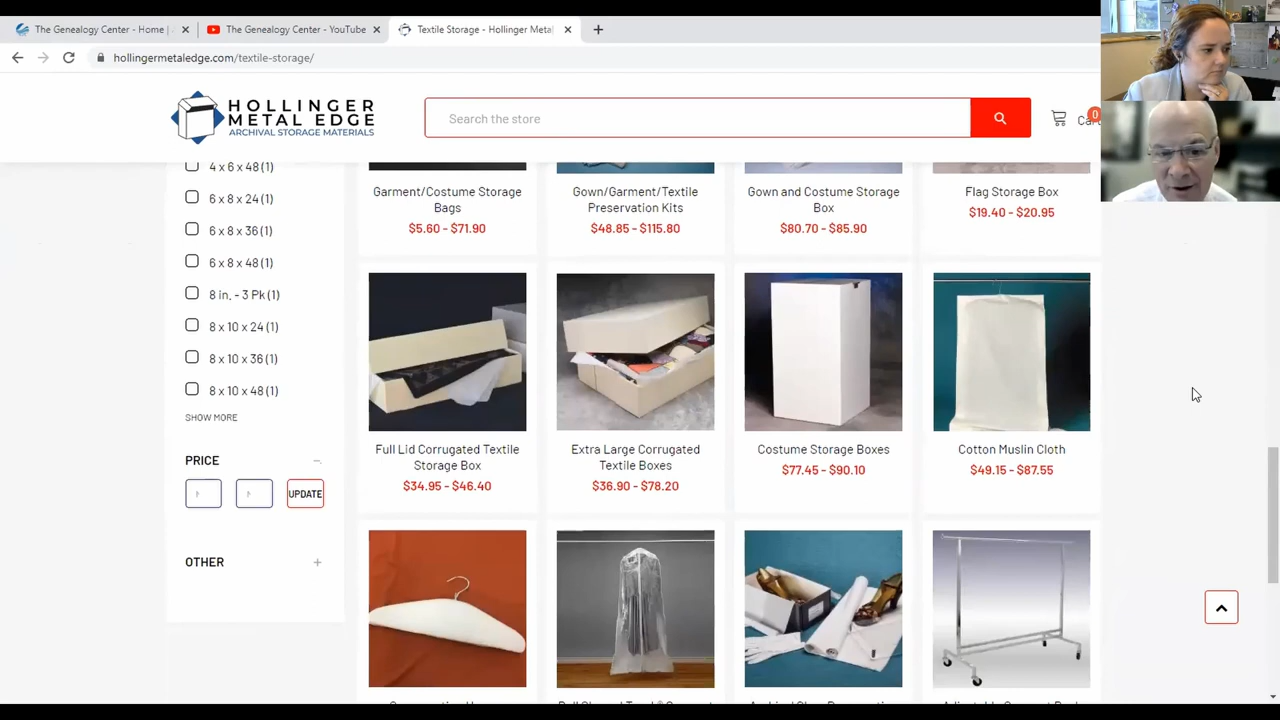 The Genealogy Center - Home |
The Genealogy Center - YouTube
Textile Storage - Hollinger Metal
hollingermetaledge.com/textile-storage/
HOLLINGER
METAL EDGE
ARCHIVAL STORAGE MATERIALS
Search the store
0
Cart
4 x 6 x 48 (1)
6 x 8 x 24 (1)
6 x 8 x 36 (1)
6 x 8 x 48 (1)
8 in. - 3 Pk (1)
8 x 10 x 24 (1)
8 x 10 x 36 (1)
8 x 10 x 48 (1)
SHOW MORE
PRICE
UPDATE
OTHER
Garment/Costume Storage
Bags
$5.60 - $71.90
Gown/Garment/Textile
Preservation Kits
$48.85 - $115.80
Gown and Costume Storage
Box
$80.70 - $85.90
Flag Storage Box
$19.40 - $20.95
Full Lid Corrugated Textile
Storage Box
$34.95 - $46.40
Extra Large Corrugated
Textile Boxes
$36.90 - $78.20
Costume Storage Boxes
$77.45 - $90.10
Cotton Muslin Cloth
$49.15 - $87.55